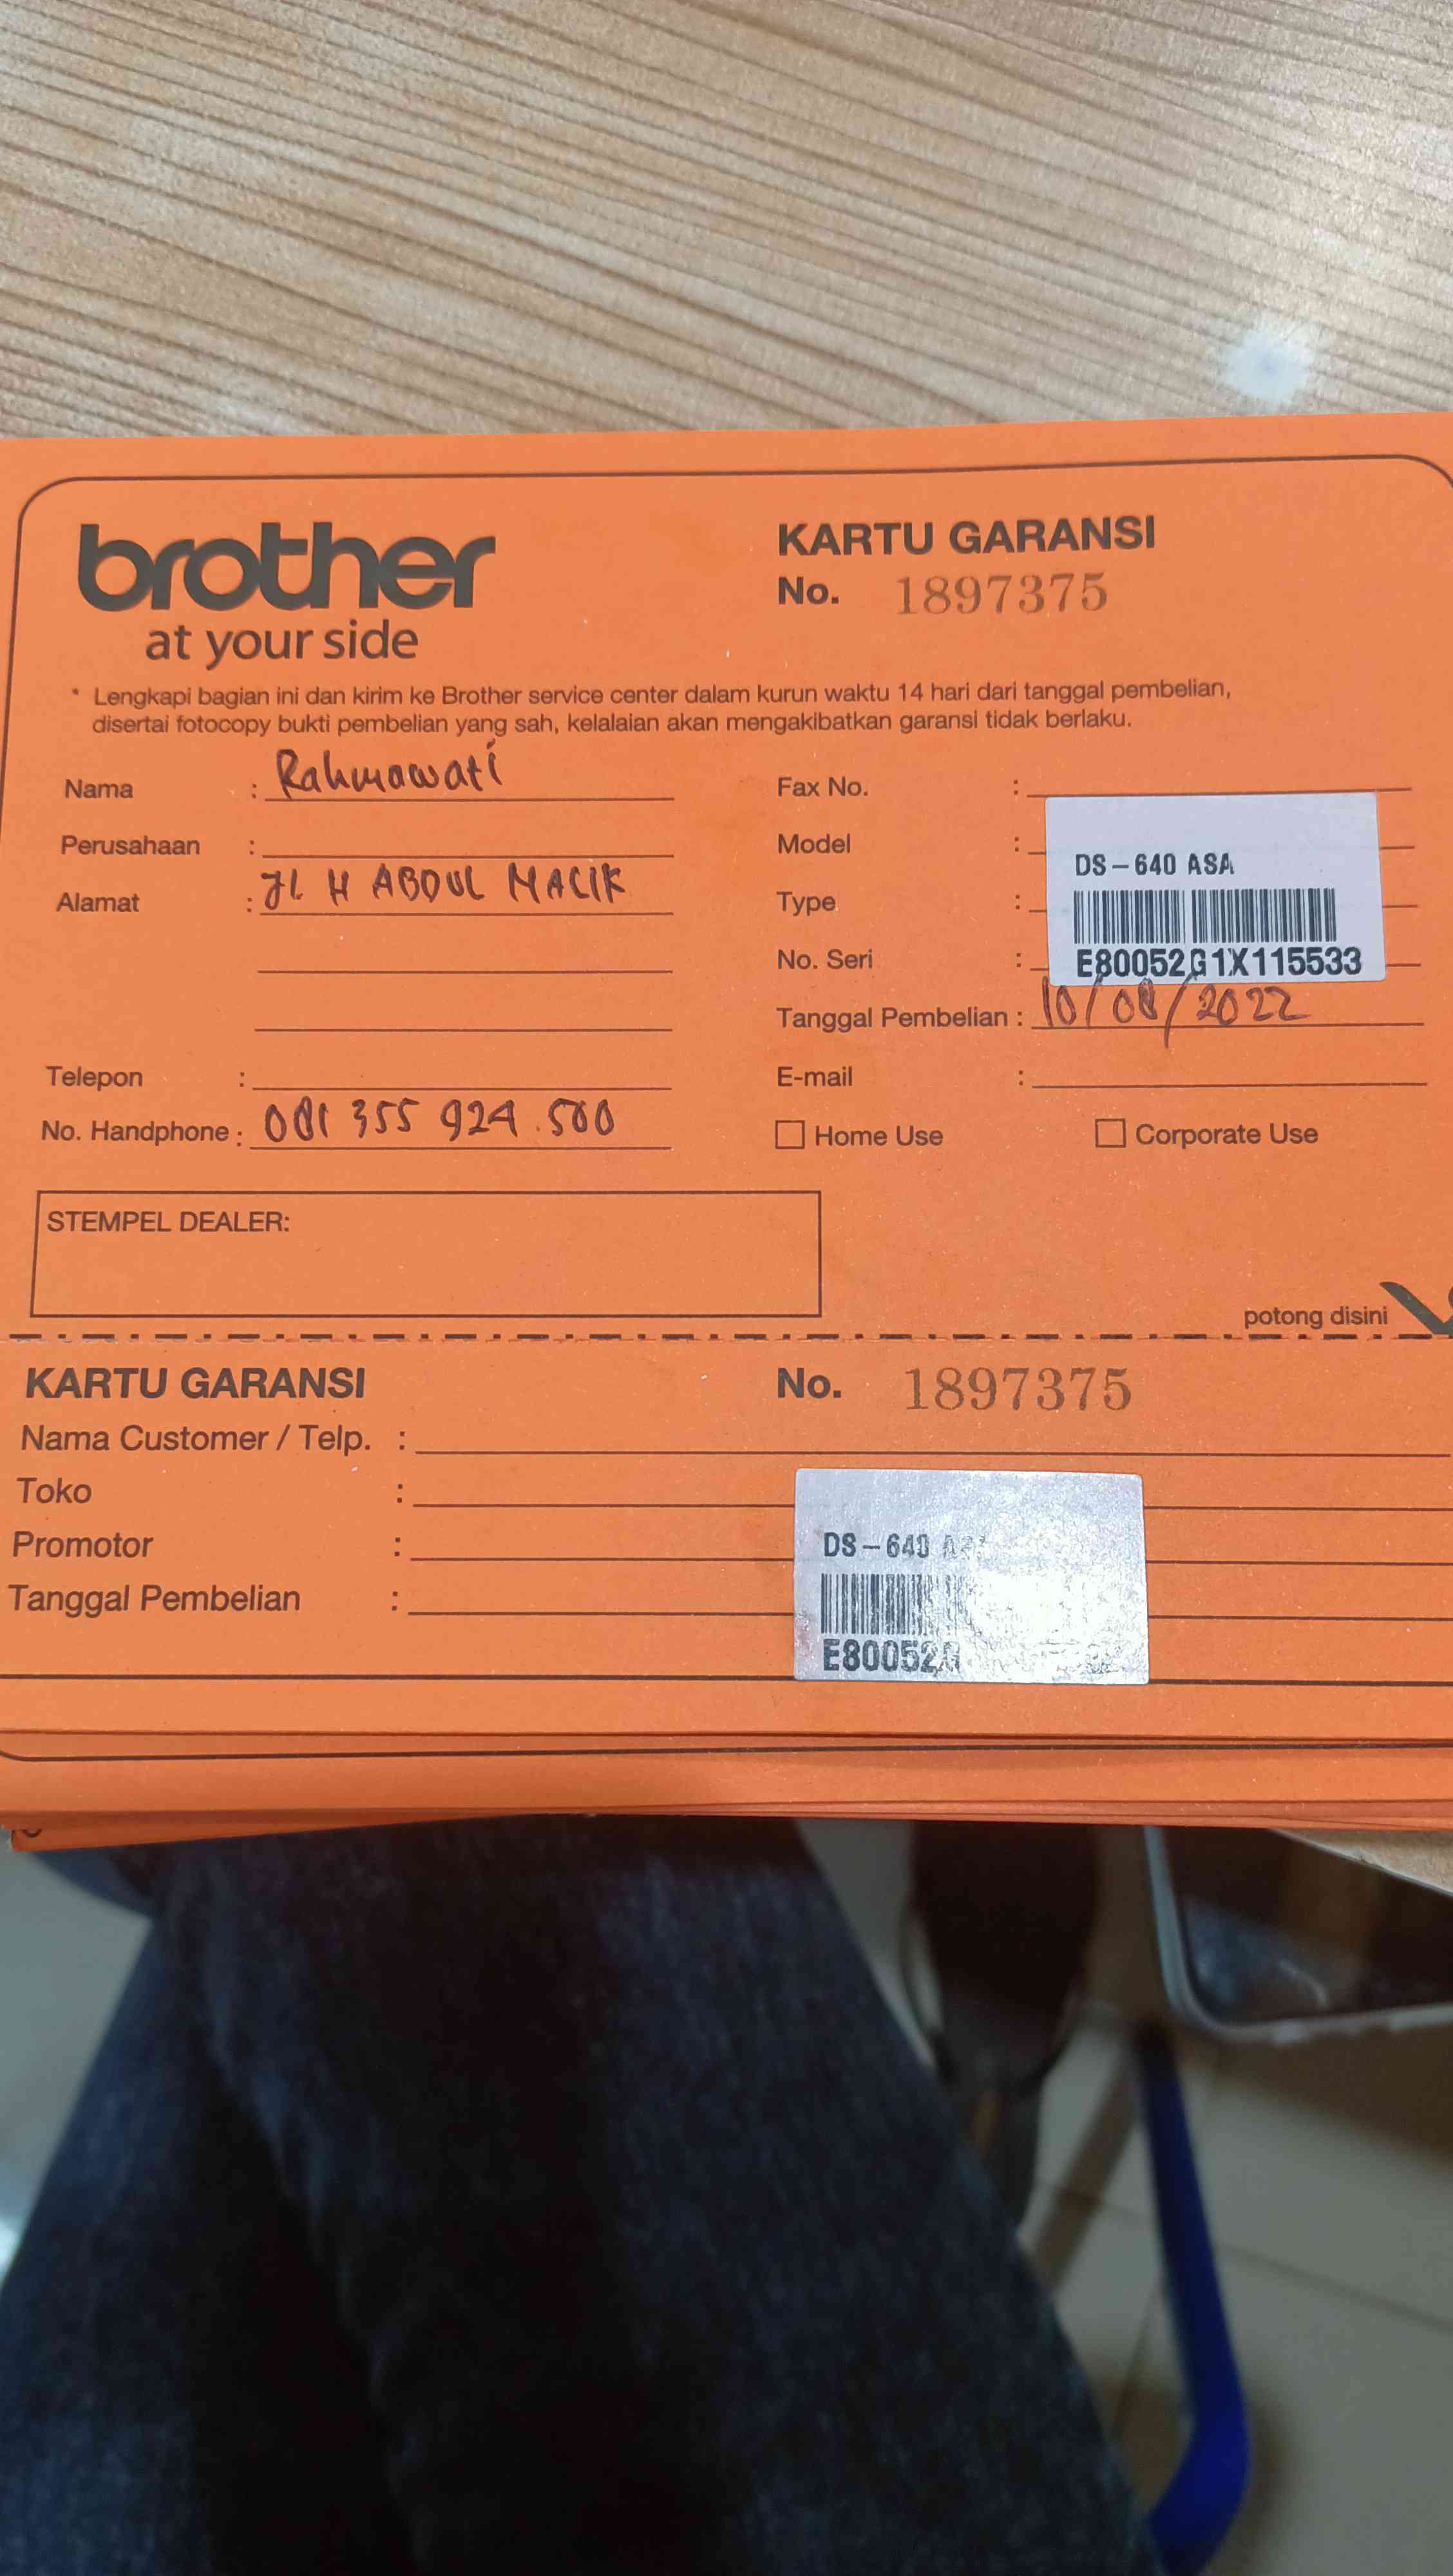 brother
at your side
KARTU GARANSI
No. 1897375
* Lengkapi bagian ini dan kirim ke Brother service center dalam kurun waktu 14 hari dari tanggal pembelian,
disertai fotocopy bukti pembelian yang sah, kelalaian akan mengakibatkan garansi tidak berlaku.
Nama : Rahmawati
Perusahaan :
Alamat : JL H ABDUL MALIK
Telepon :
No. Handphone : 081 355 924 .500
Fax No. :
Model :
DS-640 ASA
Type :
No. Seri :
E80052G1X115533
Tanggal Pembelian : 10/08/2022
E-mail :
Home Use
Corporate Use
STEMPEL DEALER:
potong disini
KARTU GARANSI
No. 1897375
Nama Customer / Telp. :
Toko :
Promotor :
Tanggal Pembelian :
DS-640
E80052G